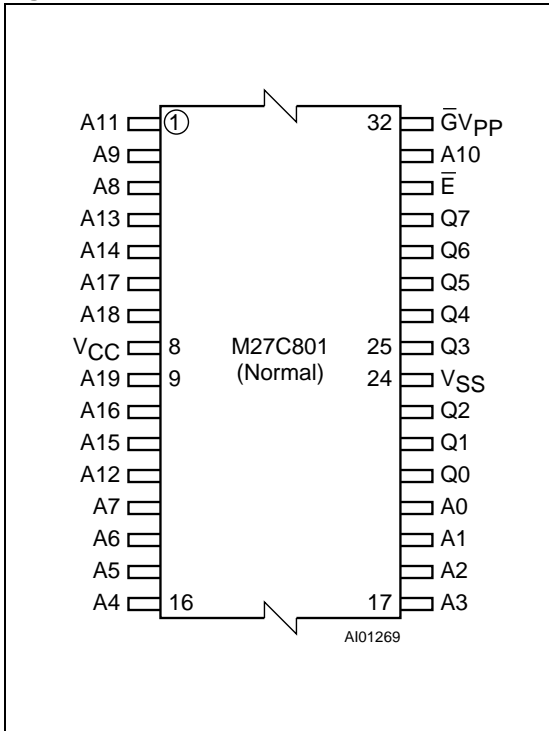 A11 ① 32 G̅VPP
A9 A10
A8 E̅
A13 Q7
A14 Q6
A17 Q5
A18 Q4
VCC 8 M27C801 25 Q3
A19 9 (Normal) 24 VSS
A16 Q2
A15 Q1
A12 Q0
A7 A0
A6 A1
A5 A2
A4 16 17 A3
AI01269